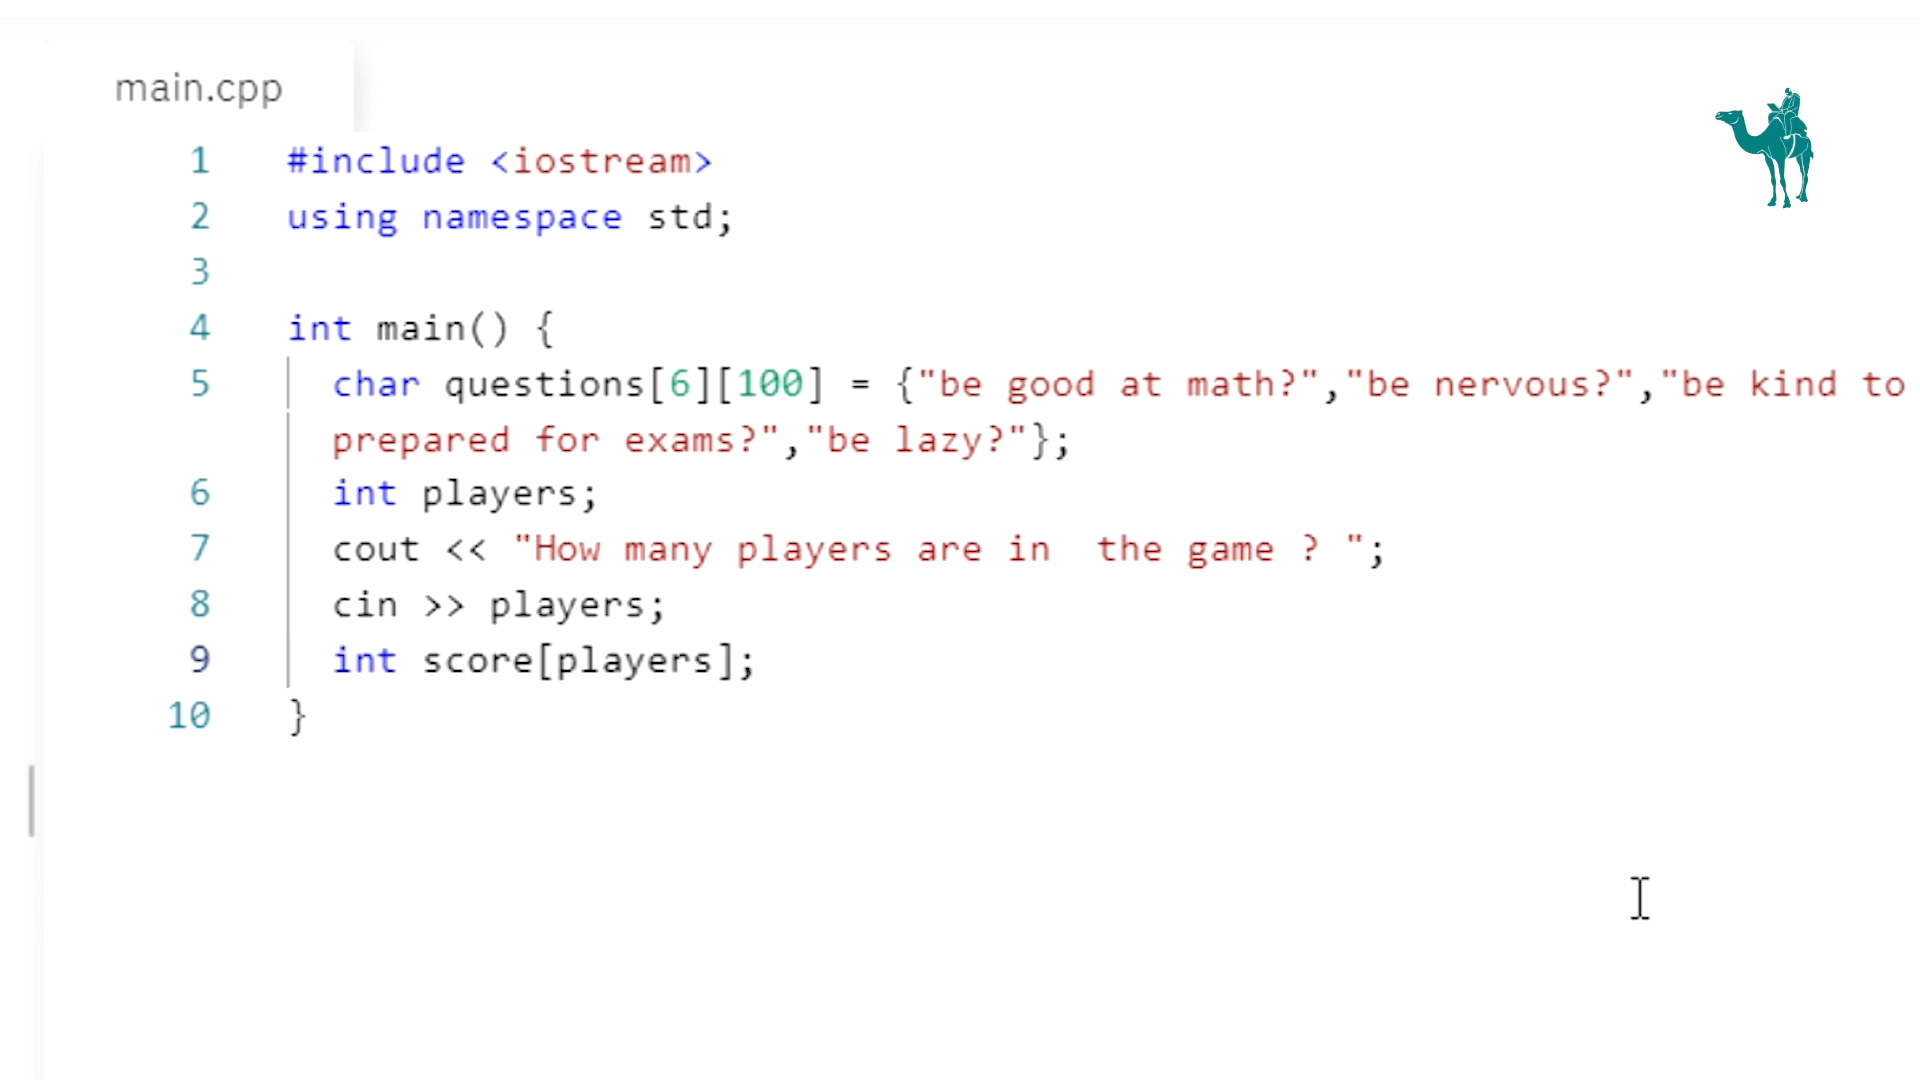 main.cpp
1 #include <iostream>
2 using namespace std;
3
4 int main() {
5 char questions[6][100] = {"be good at math?","be nervous?","be kind to
prepared for exams?","be lazy?"};
6 int players;
7 cout << "How many players are in  the game ? ";
8 cin >> players;
9 int score[players];
10 }